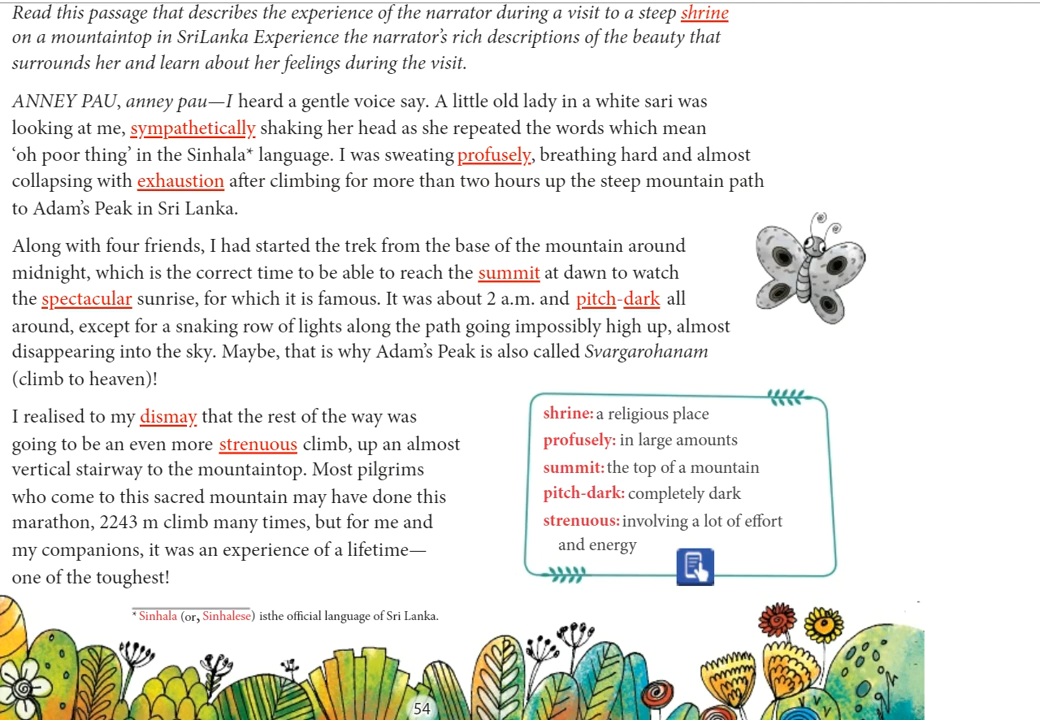 Read this passage that describes the experience of the narrator during a visit to a steep shrine
on a mountaintop in SriLanka Experience the narrator’s rich descriptions of the beauty that
surrounds her and learn about her feelings during the visit.
ANNEY PAU, anney pau—I heard a gentle voice say. A little old lady in a white sari was
looking at me, sympathetically shaking her head as she repeated the words which mean
‘oh poor thing’ in the Sinhala* language. I was sweating profusely, breathing hard and almost
collapsing with exhaustion after climbing for more than two hours up the steep mountain path
to Adam’s Peak in Sri Lanka.
Along with four friends, I had started the trek from the base of the mountain around
midnight, which is the correct time to be able to reach the summit at dawn to watch
the spectacular sunrise, for which it is famous. It was about 2 a.m. and pitch-dark all
around, except for a snaking row of lights along the path going impossibly high up, almost
disappearing into the sky. Maybe, that is why Adam’s Peak is also called Svargarohanam
(climb to heaven)!
I realised to my dismay that the rest of the way was
going to be an even more strenuous climb, up an almost
vertical stairway to the mountaintop. Most pilgrims
who come to this sacred mountain may have done this
marathon, 2243 m climb many times, but for me and
my companions, it was an experience of a lifetime—
one of the toughest!
shrine: a religious place
profusely: in large amounts
summit: the top of a mountain
pitch-dark: completely dark
strenuous: involving a lot of effort
and energy
* Sinhala (or, Sinhalese) isthe official language of Sri Lanka.
54